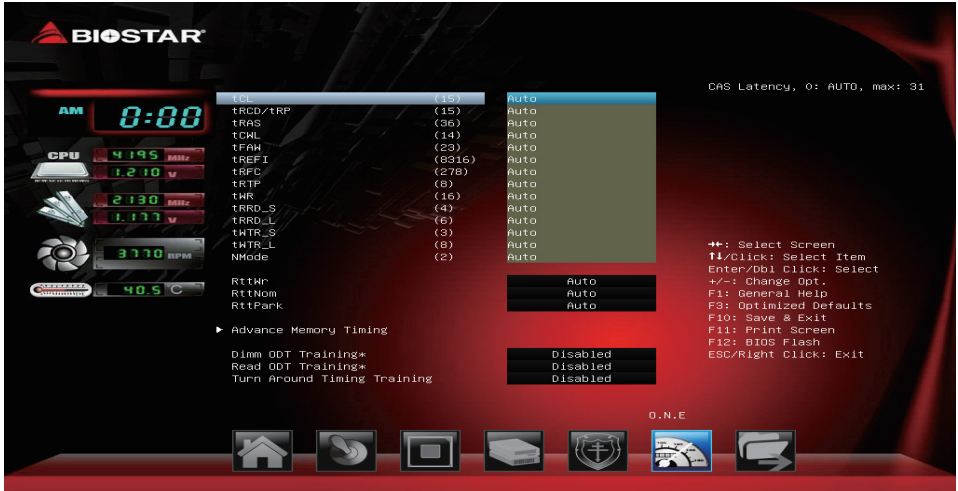 BIOSTAR
CAS Latency, 0: AUTO, max: 31
AM 0:00
CPU 4195 MHz
1.210 V
2130 MHz
1.177 V
3770 RPM
40.5 C
tCL (15) Auto
tRCD/tRP (15) Auto
tRAS (36) Auto
tCWL (14) Auto
tFAW (23) Auto
tREFI (8316) Auto
tRFC (278) Auto
tRTP (8) Auto
tWR (16) Auto
tRRD_S (4) Auto
tRRD_L (6) Auto
tWTR_S (3) Auto
tWTR_L (8) Auto
NMode (2) Auto
RttWr Auto
RttNom Auto
RttPark Auto
Advance Memory Timing
Dimm ODT Training* Disabled
Read ODT Training* Disabled
Turn Around Timing Training Disabled
→←: Select Screen
↑↓/Click: Select Item
Enter/Dbl Click: Select
+/-: Change Opt.
F1: General Help
F3: Optimized Defaults
F10: Save & Exit
F11: Print Screen
F12: BIOS Flash
ESC/Right Click: Exit
O.N.E